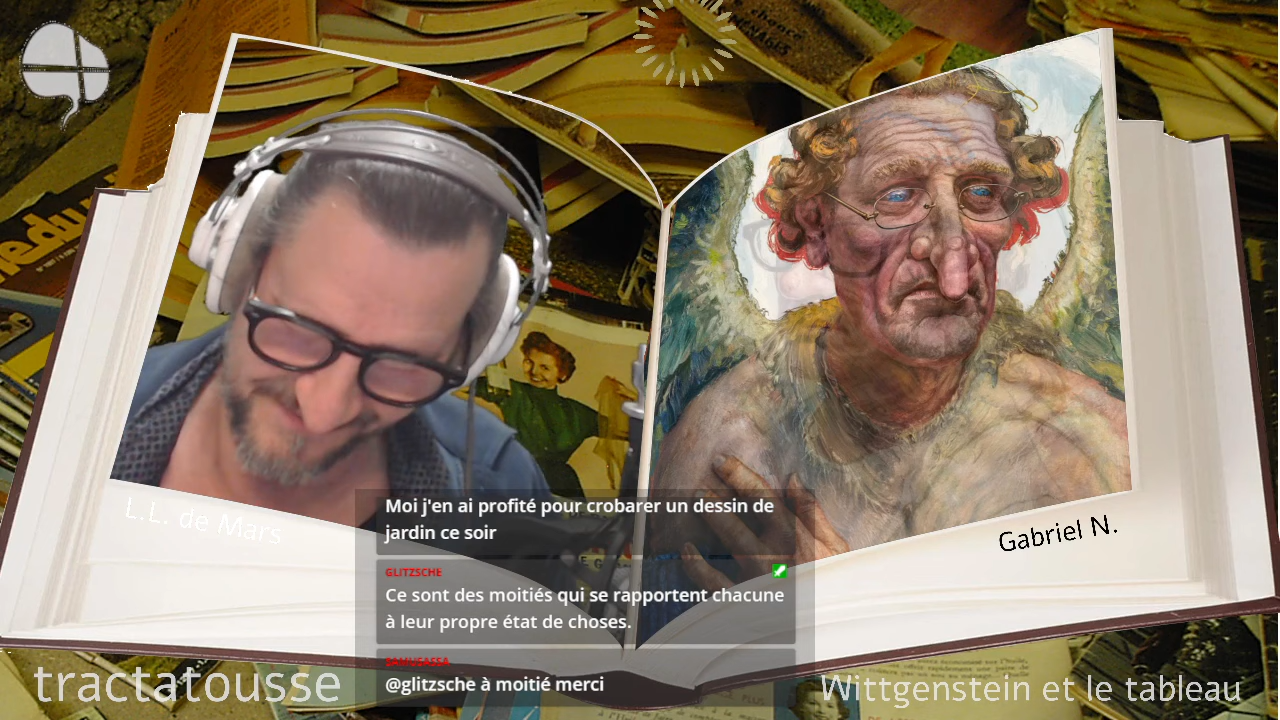 L.L. de Mars
Gabriel N.
Moi j'en ai profité pour crobarer un dessin de
jardin ce soir
GLITZSCHE
Ce sont des moitiés qui se rapportent chacune
à leur propre état de choses.
@glitzsche à moitié merci
tractatousse
Wittgenstein et le tableau